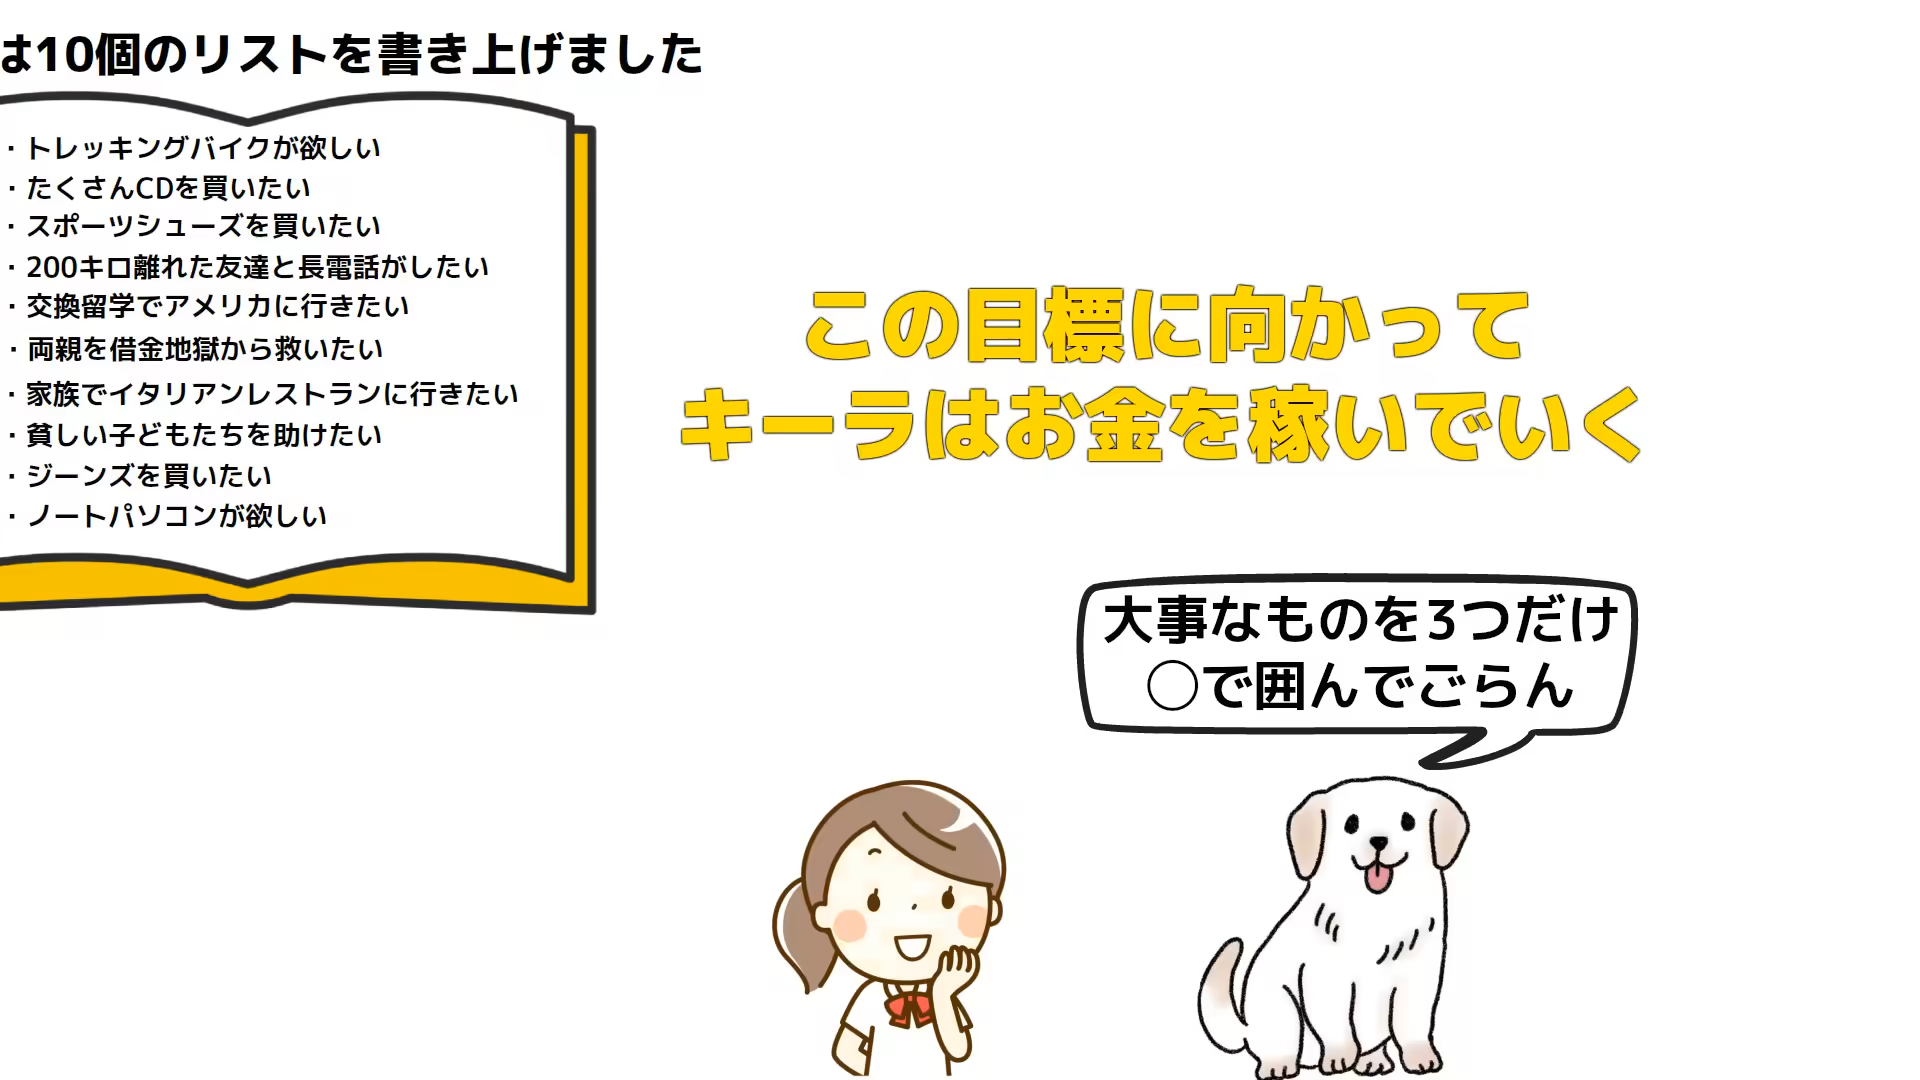 は10個のリストを書き上げました
・トレッキングバイクが欲しい
・たくさんCDを買いたい
・スポーツシューズを買いたい
・200キロ離れた友達と長電話がしたい
・交換留学でアメリカに行きたい
・両親を借金地獄から救いたい
・家族でイタリアンレストランに行きたい
・貧しい子どもたちを助けたい
・ジーンズを買いたい
・ノートパソコンが欲しい
この目標に向かって
キーラはお金を稼いでいく
大事なものを3つだけ
◯で囲んでごらん